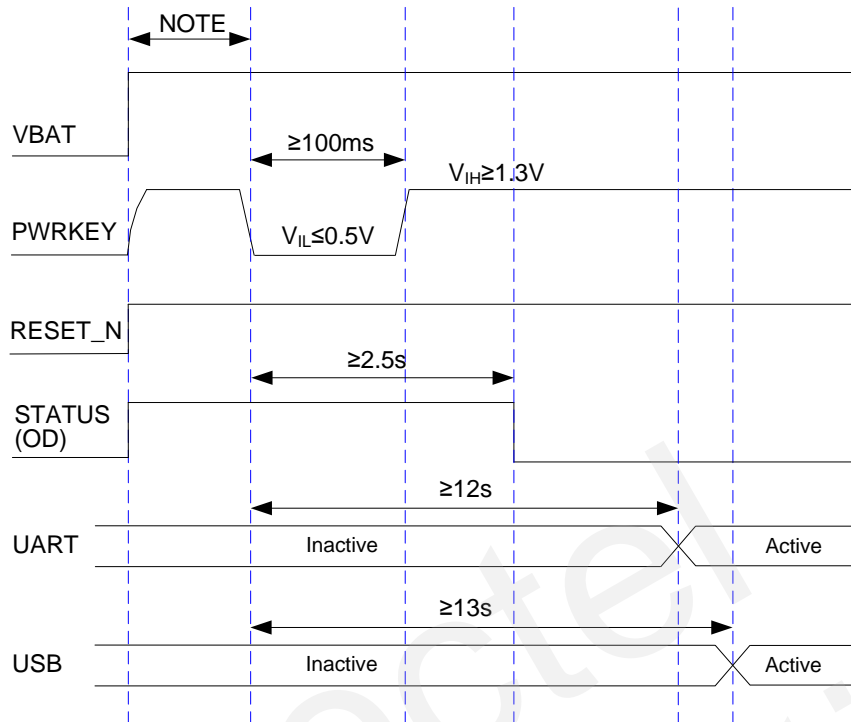 NOTE
VBAT
≥100ms
VIH≥1.3V
PWRKEY
VIL≤0.5V
RESET_N
≥2.5s
STATUS
(OD)
≥12s
UART
Inactive
Active
≥13s
USB
Inactive
Active